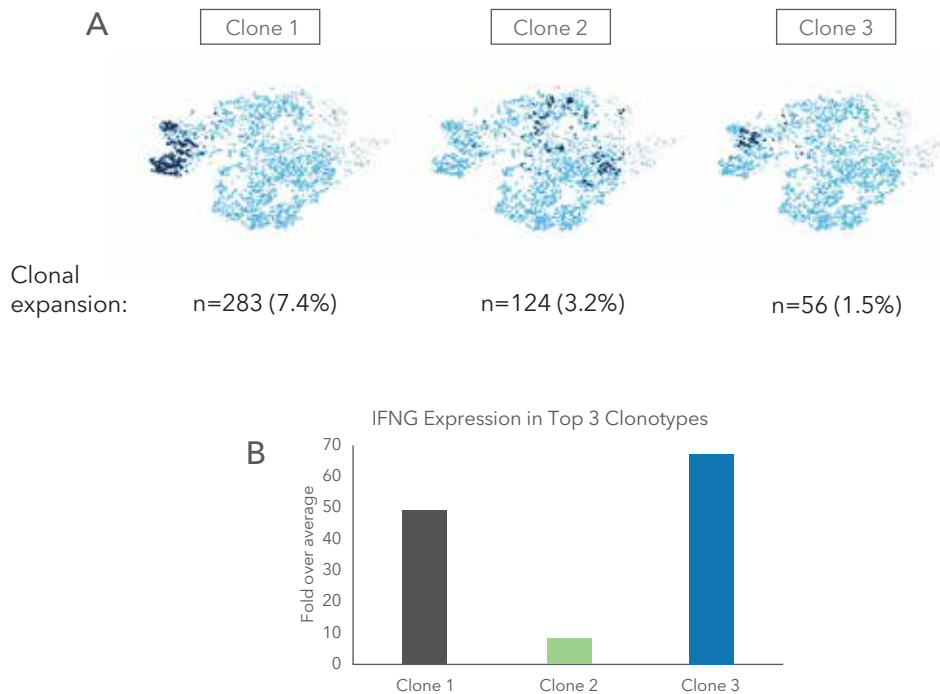 A
Clone 1
Clone 2
Clone 3
Clonal
expansion:
n=283 (7.4%)
n=124 (3.2%)
n=56 (1.5%)
IFNG Expression in Top 3 Clonotypes
B
Fold over average
70
60
50
40
30
20
10
0
Clone 1
Clone 2
Clone 3